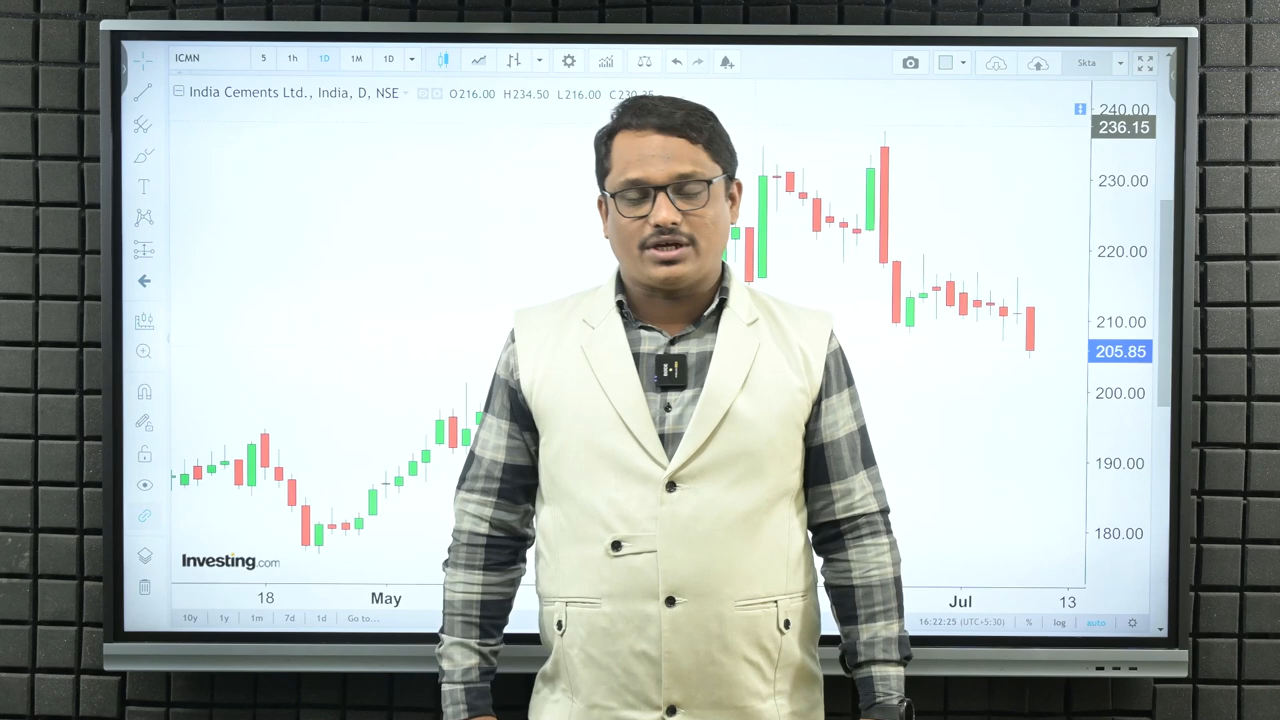 ICMN 5 1h 1D 1M 1D Skta
India Cements Ltd., India, D, NSE O216.00 H234.50 L216.00
240.00
236.15
230.00
220.00
210.00
205.85
200.00
190.00
180.00
Investing.com
18 May Jul 13
10y 1y 1m 7d 1d Go to... 16:22:25 (UTC+5:30) % log auto